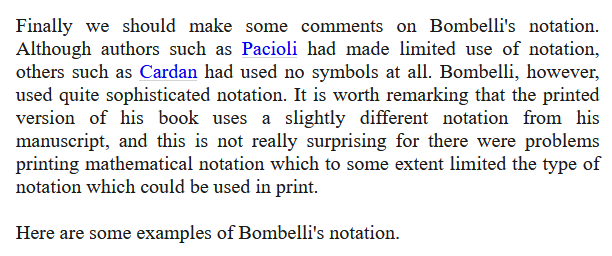 Finally we should make some comments on Bombelli's notation.
Although authors such as Pacioli had made limited use of notation,
others such as Cardan had used no symbols at all. Bombelli, however,
used quite sophisticated notation. It is worth remarking that the printed
version of his book uses a slightly different notation from his
manuscript, and this is not really surprising for there were problems
printing mathematical notation which to some extent limited the type of
notation which could be used in print.
Here are some examples of Bombelli's notation.